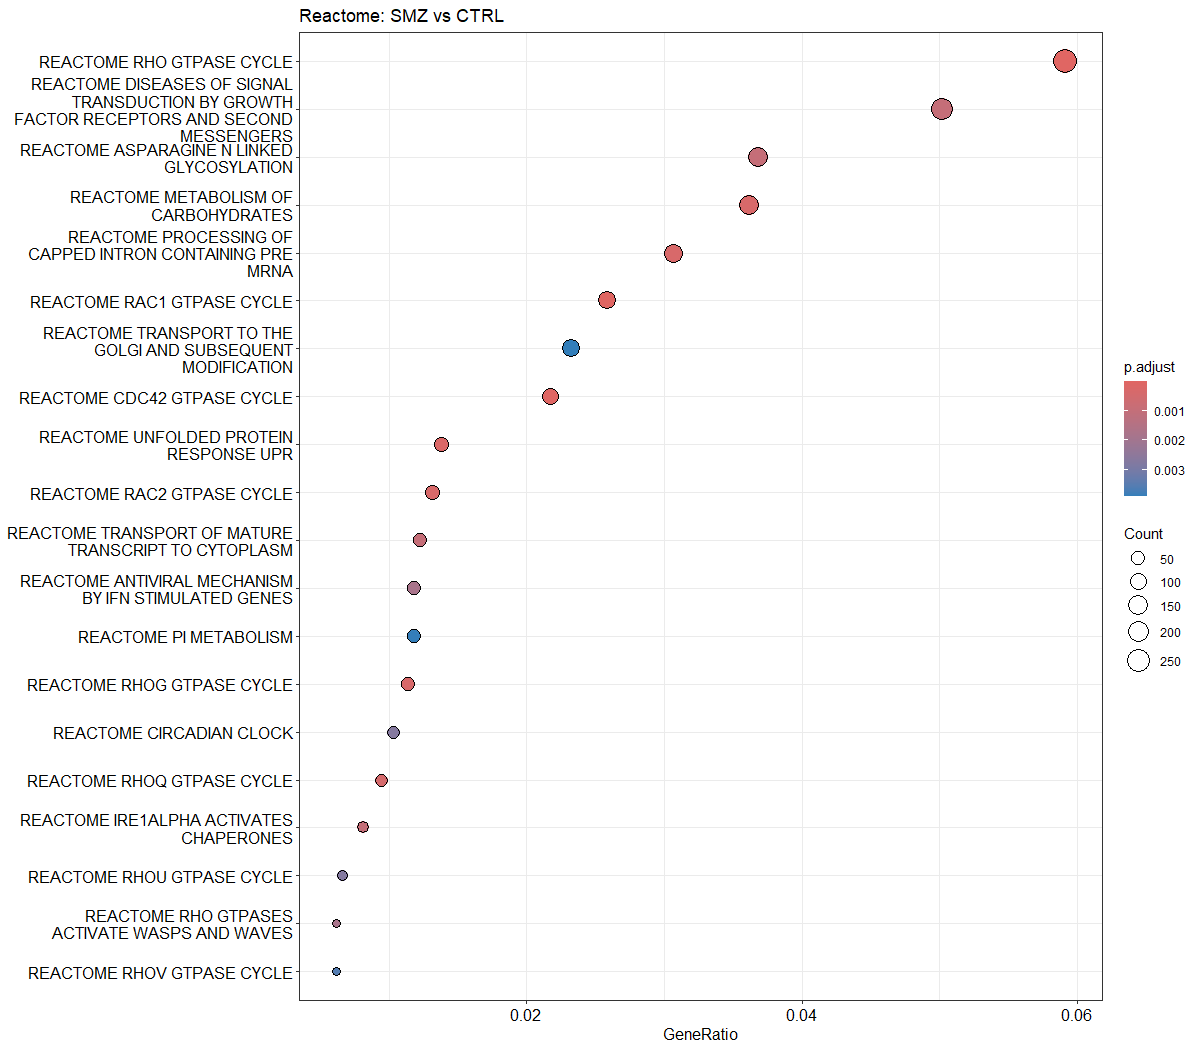 Reactome: SMZ vs CTRL
REACTOME RHO GTPASE CYCLE
REACTOME DISEASES OF SIGNAL
TRANSDUCTION BY GROWTH
FACTOR RECEPTORS AND SECOND
MESSENGERS
REACTOME ASPARAGINE N LINKED
GLYCOSYLATION
REACTOME METABOLISM OF
CARBOHYDRATES
REACTOME PROCESSING OF
CAPPED INTRON CONTAINING PRE
MRNA
REACTOME RAC1 GTPASE CYCLE
REACTOME TRANSPORT TO THE
GOLGI AND SUBSEQUENT
MODIFICATION
REACTOME CDC42 GTPASE CYCLE
REACTOME UNFOLDED PROTEIN
RESPONSE UPR
REACTOME RAC2 GTPASE CYCLE
REACTOME TRANSPORT OF MATURE
TRANSCRIPT TO CYTOPLASM
REACTOME ANTIVIRAL MECHANISM
BY IFN STIMULATED GENES
REACTOME PI METABOLISM
REACTOME RHOG GTPASE CYCLE
REACTOME CIRCADIAN CLOCK
REACTOME RHOQ GTPASE CYCLE
REACTOME IRE1ALPHA ACTIVATES
CHAPERONES
REACTOME RHOU GTPASE CYCLE
REACTOME RHO GTPASES
ACTIVATE WASPS AND WAVES
REACTOME RHOV GTPASE CYCLE
0.02
0.04
0.06
GeneRatio
p.adjust
0.001
0.002
0.003
Count
50
100
150
200
250